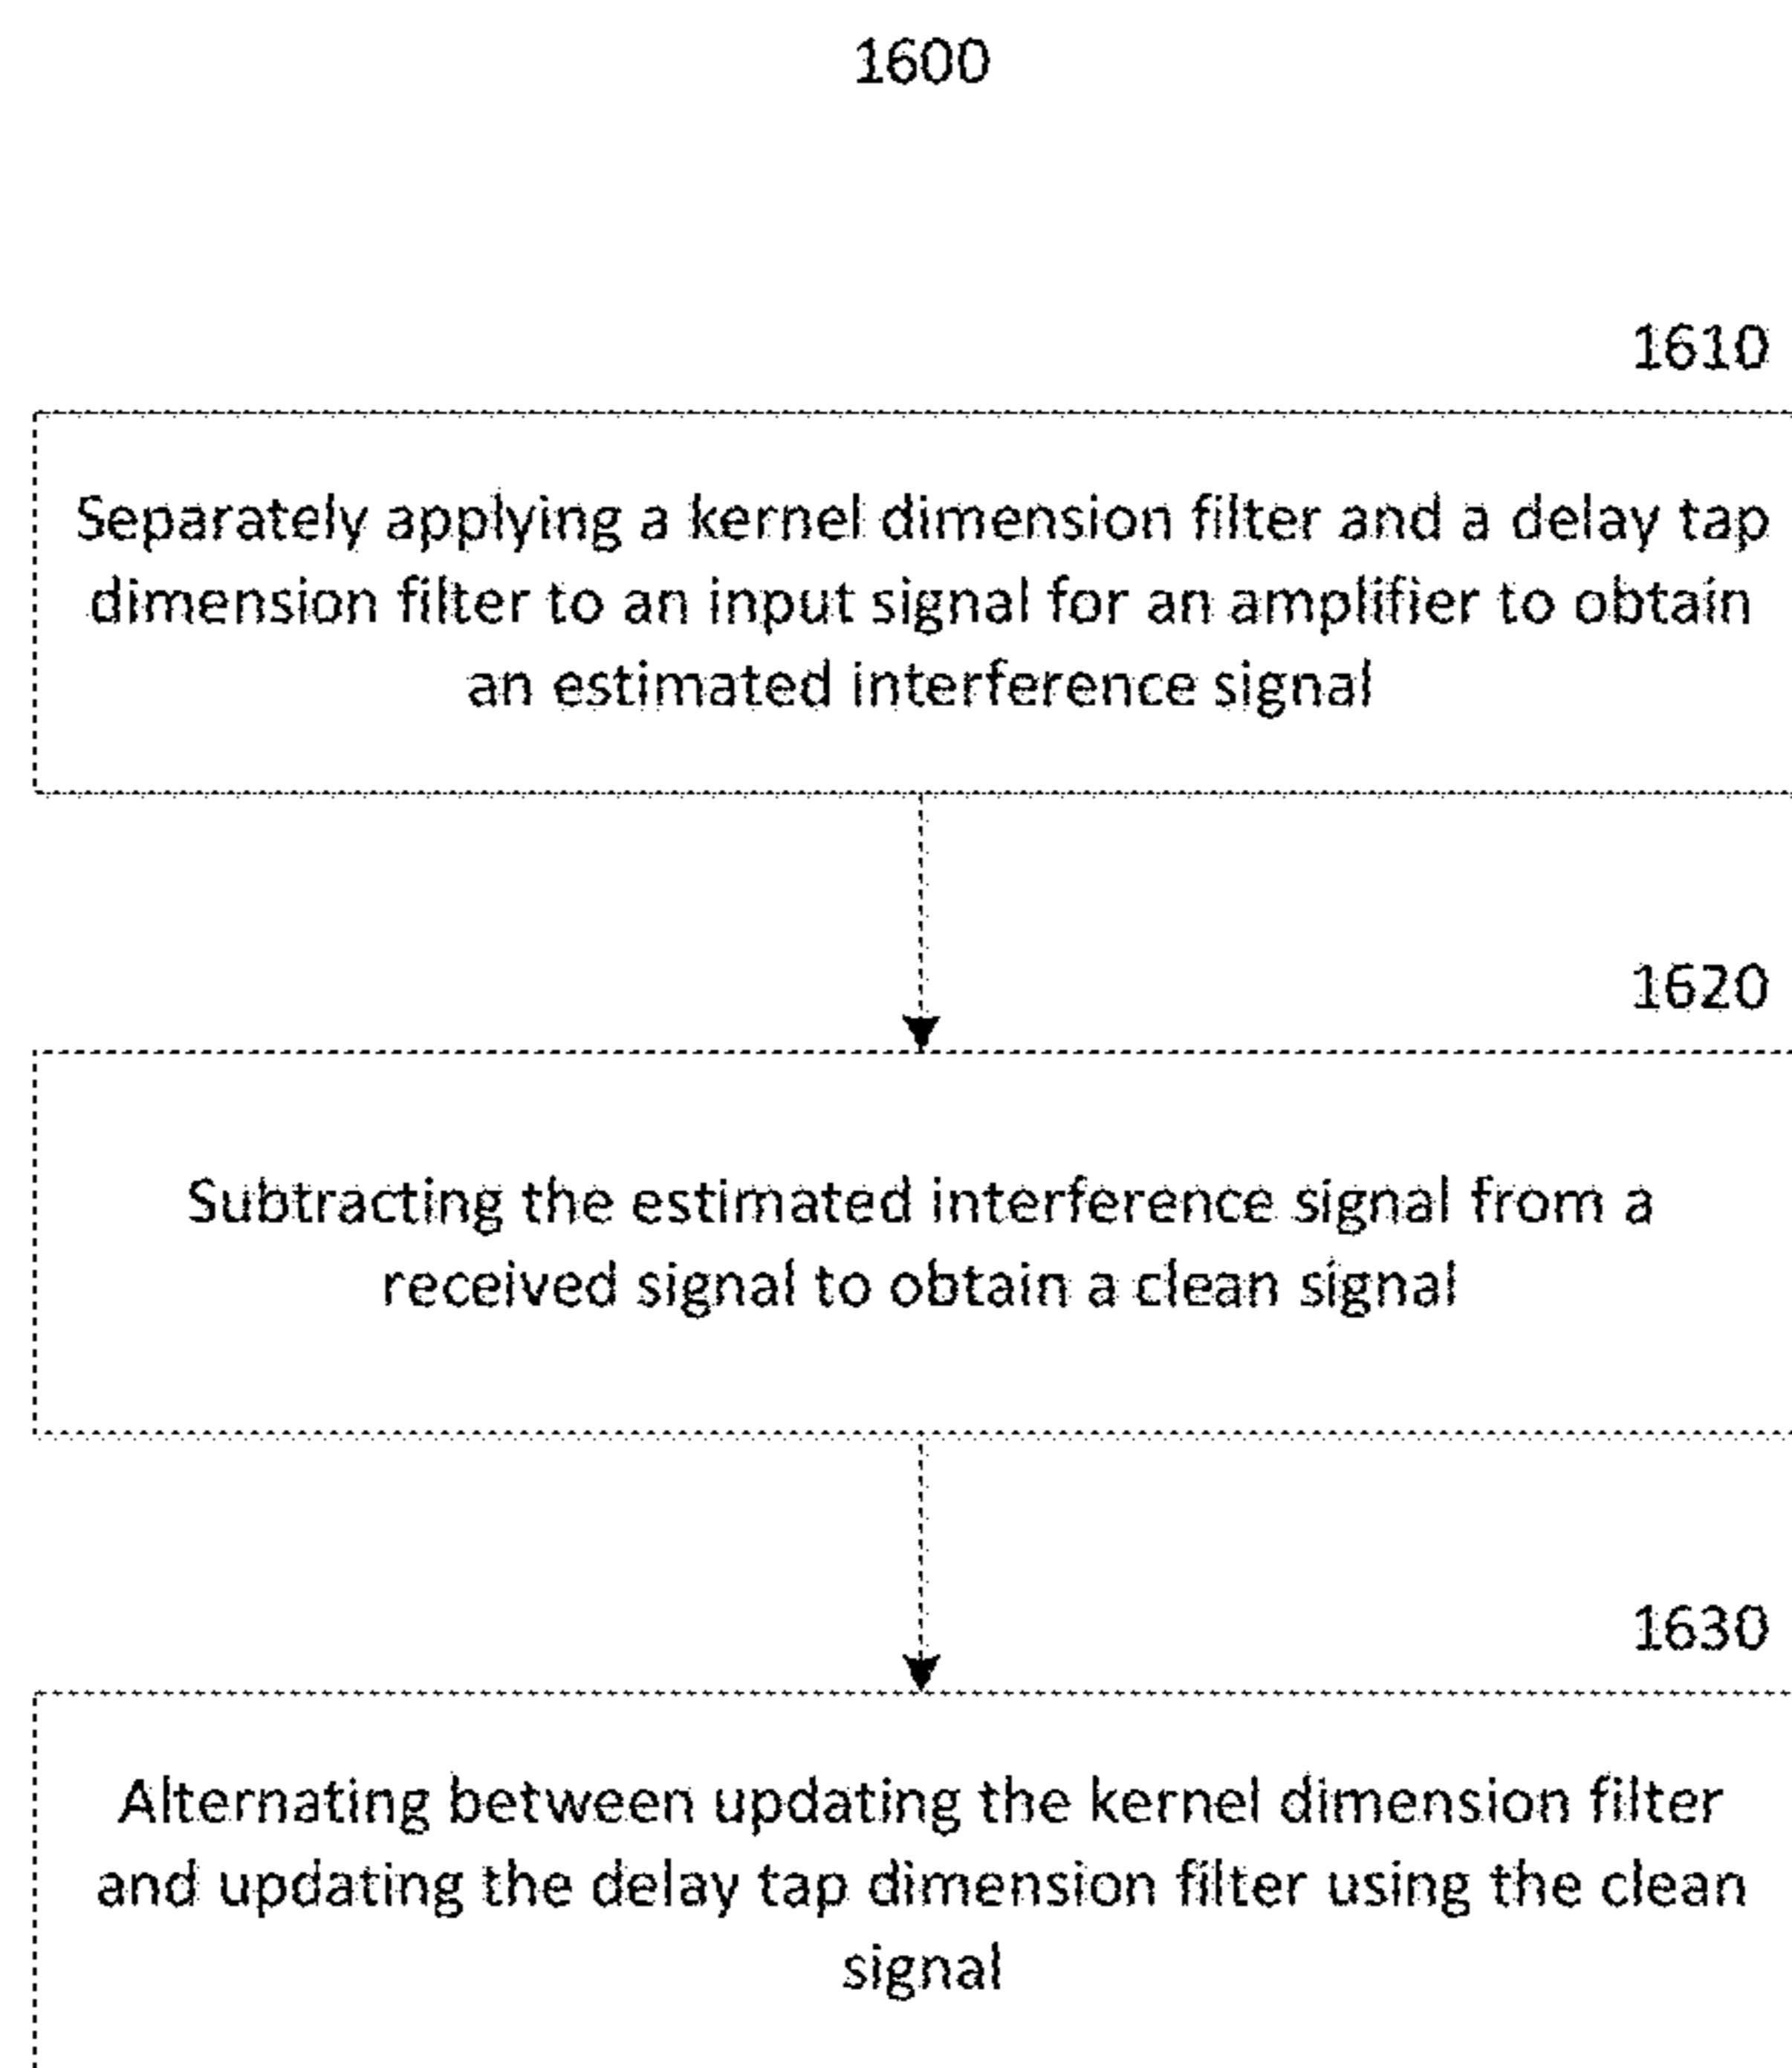 1600
1610
Separately applying a kernel dimension filter and a delay tap
dimension filter to an input signal for an amplifier to obtain
an estimated interference signal
1620
Subtracting the estimated interference signal from a
received signal to obtain a clean signal
1630
Alternating between updating the kernel dimension filter
and updating the delay tap dimension filter using the clean
signal